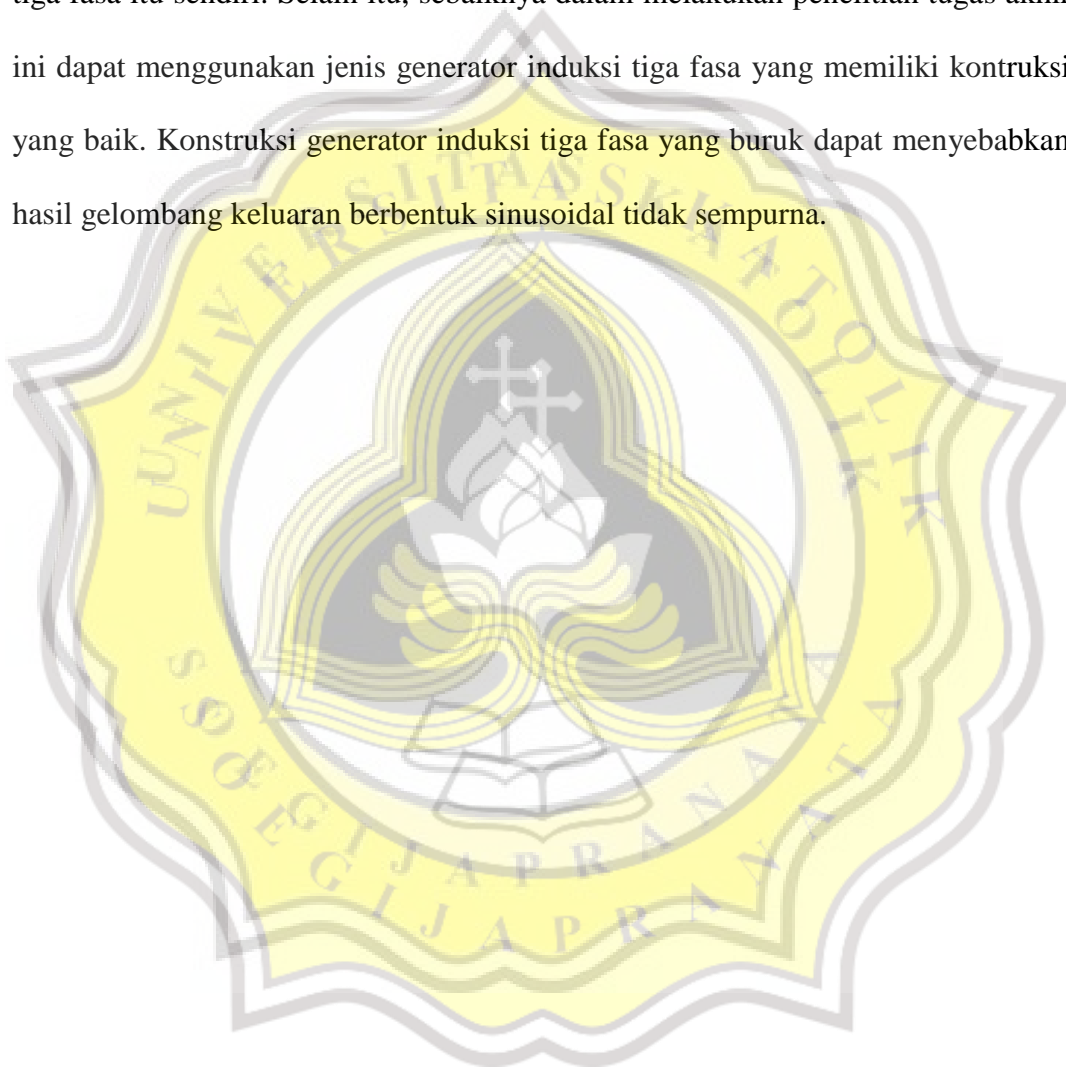 tiga fasa itu sendiri. Selain itu, sebaiknya dalam melakukan penelitian tugas akhir
ini dapat menggunakan jenis generator induksi tiga fasa yang memiliki kontruksi
yang baik. Konstruksi generator induksi tiga fasa yang buruk dapat menyebabkan
hasil gelombang keluaran berbentuk sinusoidal tidak sempurna.
UNIVERSITAS KATOLIK
SOEGIJAPRANATA